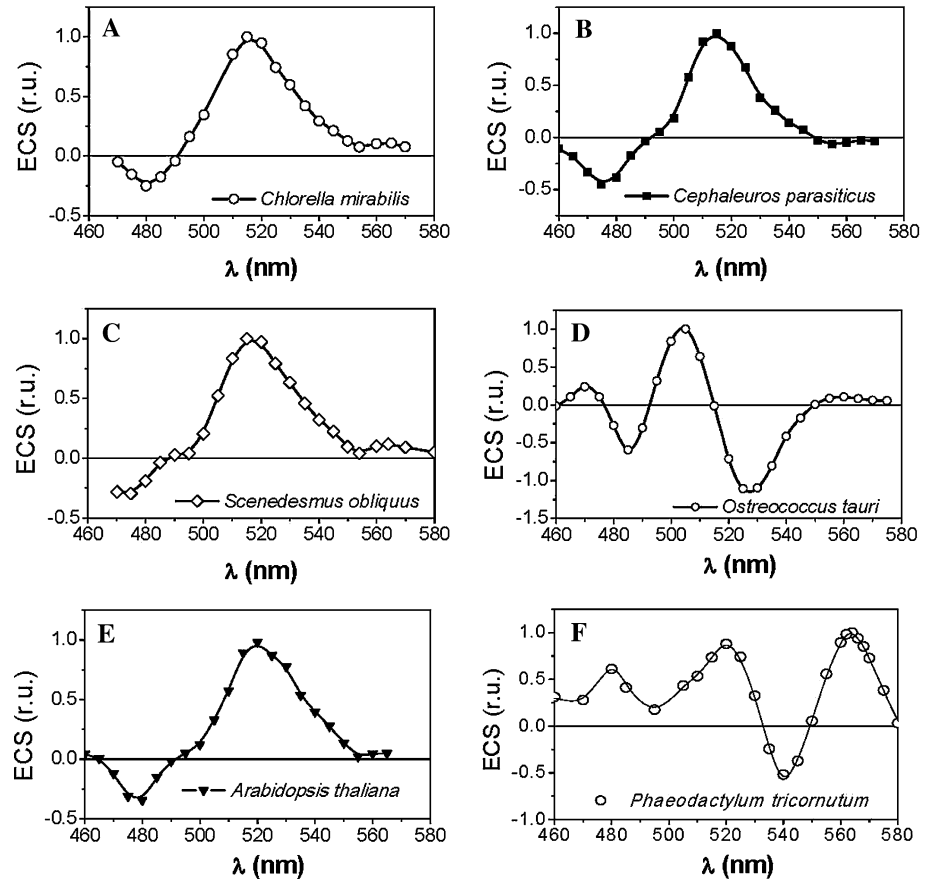 A
ECS (r.u.)
1.0
0.5
0.0
-0.5
Chlorella mirabilis
460 480 500 520 540 560 580
λ (nm)
B
ECS (r.u.)
1.0
0.5
0.0
-0.5
Cephaleuros parasiticus
460 480 500 520 540 560 580
λ (nm)
C
ECS (r.u.)
1.0
0.5
0.0
-0.5
Scenedesmus obliquus
460 480 500 520 540 560 580
λ (nm)
D
ECS (r.u.)
1.0
0.5
0.0
-0.5
-1.0
-1.5
Ostreococcus tauri
460 480 500 520 540 560 580
λ (nm)
E
ECS (r.u.)
1.0
0.5
0.0
-0.5
Arabidopsis thaliana
460 480 500 520 540 560 580
λ (nm)
F
ECS (r.u.)
1.0
0.5
0.0
-0.5
-1.0
Phaeodactylum tricornutum
460 480 500 520 540 560 580
λ (nm)